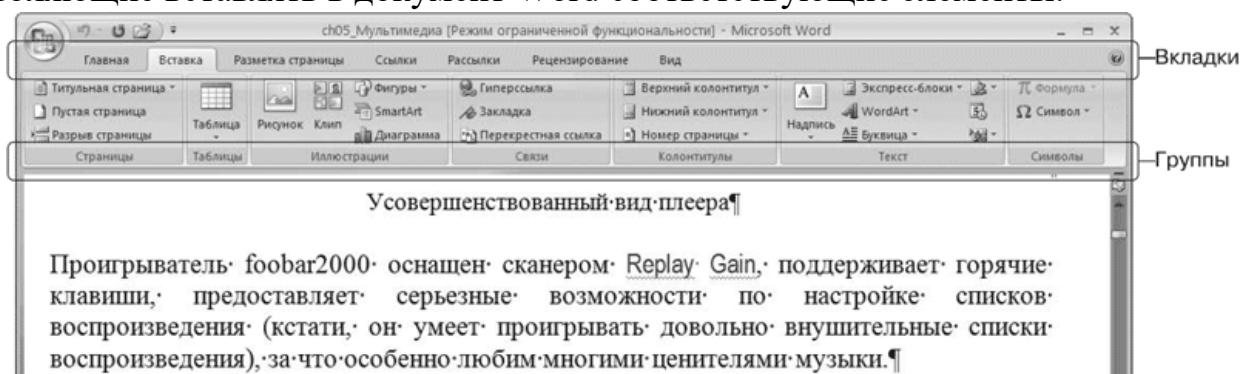 ch05_Мультимедиа [Режим ограниченной функциональности] - Microsoft Word
Главная Вставка Разметка страницы Ссылки Рассылки Рецензирование Вид
Вкладки
Титульная страница Фигуры Гиперссылка Верхний колонтитул Экспресс-блоки π Формула
Пустая страница SmartArt Закладка Нижний колонтитул WordArt Ω Символ
Таблица Рисунок Клип Надпись
Разрыв страницы Диаграмма Перекрестная ссылка Номер страницы Буквица
Страницы Таблицы Иллюстрации Связи Колонтитулы Текст Символы
Группы
Усовершенствованный·вид·плеера¶
Проигрыватель· foobar2000· оснащен· сканером· Replay· Gain,· поддерживает· горячие·
клавиши,· предоставляет· серьезные· возможности· по· настройке· списков·
воспроизведения· (кстати,· он· умеет· проигрывать· довольно· внушительные· списки·
воспроизведения),·за·что·особенно·любим·многими·ценителями·музыки.¶